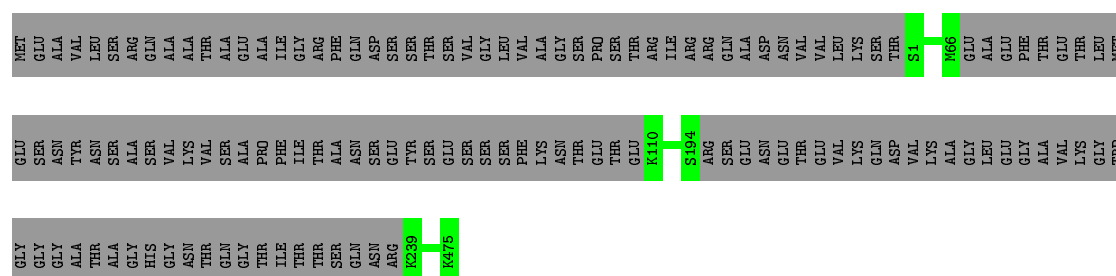 MET GLU ALA VAL LEU SER ARG GLN ALA ALA THR ALA GLU ALA ILE GLY ARG PHE GLN ASP SER SER THR SER VAL GLY LEU VAL ALA GLY SER PRO SER THR ARG ILE ARG ARG GLN ALA ASP ASN VAL VAL LEU LYS SER THR S1 M66 GLU ALA GLU PHE THR GLU THR LEU
GLU SER ASN TYR ASN SER ALA SER VAL LYS VAL SER ALA PRO PHE ILE THR ALA ASN SER GLU TYR SER GLU SER SER SER PHE LYS ASN THR GLU THR GLU K110 S194 ARG SER GLU ASN GLU THR GLU VAL LYS GLN ASP VAL LYS ALA GLY LEU GLU GLY ALA VAL LYS GLY
GLY GLY GLY ALA THR ALA GLY HIS GLY ASN THR GLN GLY THR ILE THR THR SER GLN ASN ARG K239 K475